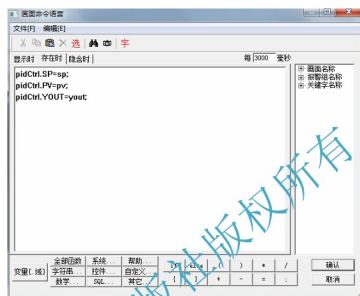 画面命令语言
文件[F] 编辑[E]
选 字
显示时 存在时 隐含时 每 3000 毫秒
pidCtrl.SP=sp;
pidCtrl.PV=pv;
pidCtrl.YOUT=yout;
画面名称
报警组名称
关键字名称
变量[.域]
全部函数 系统... 帮助...
字符串... 控件... 自定义...
数学... SQL... 其它
if else ( ) * /
+ - = ;
确认
取消
社版权所有